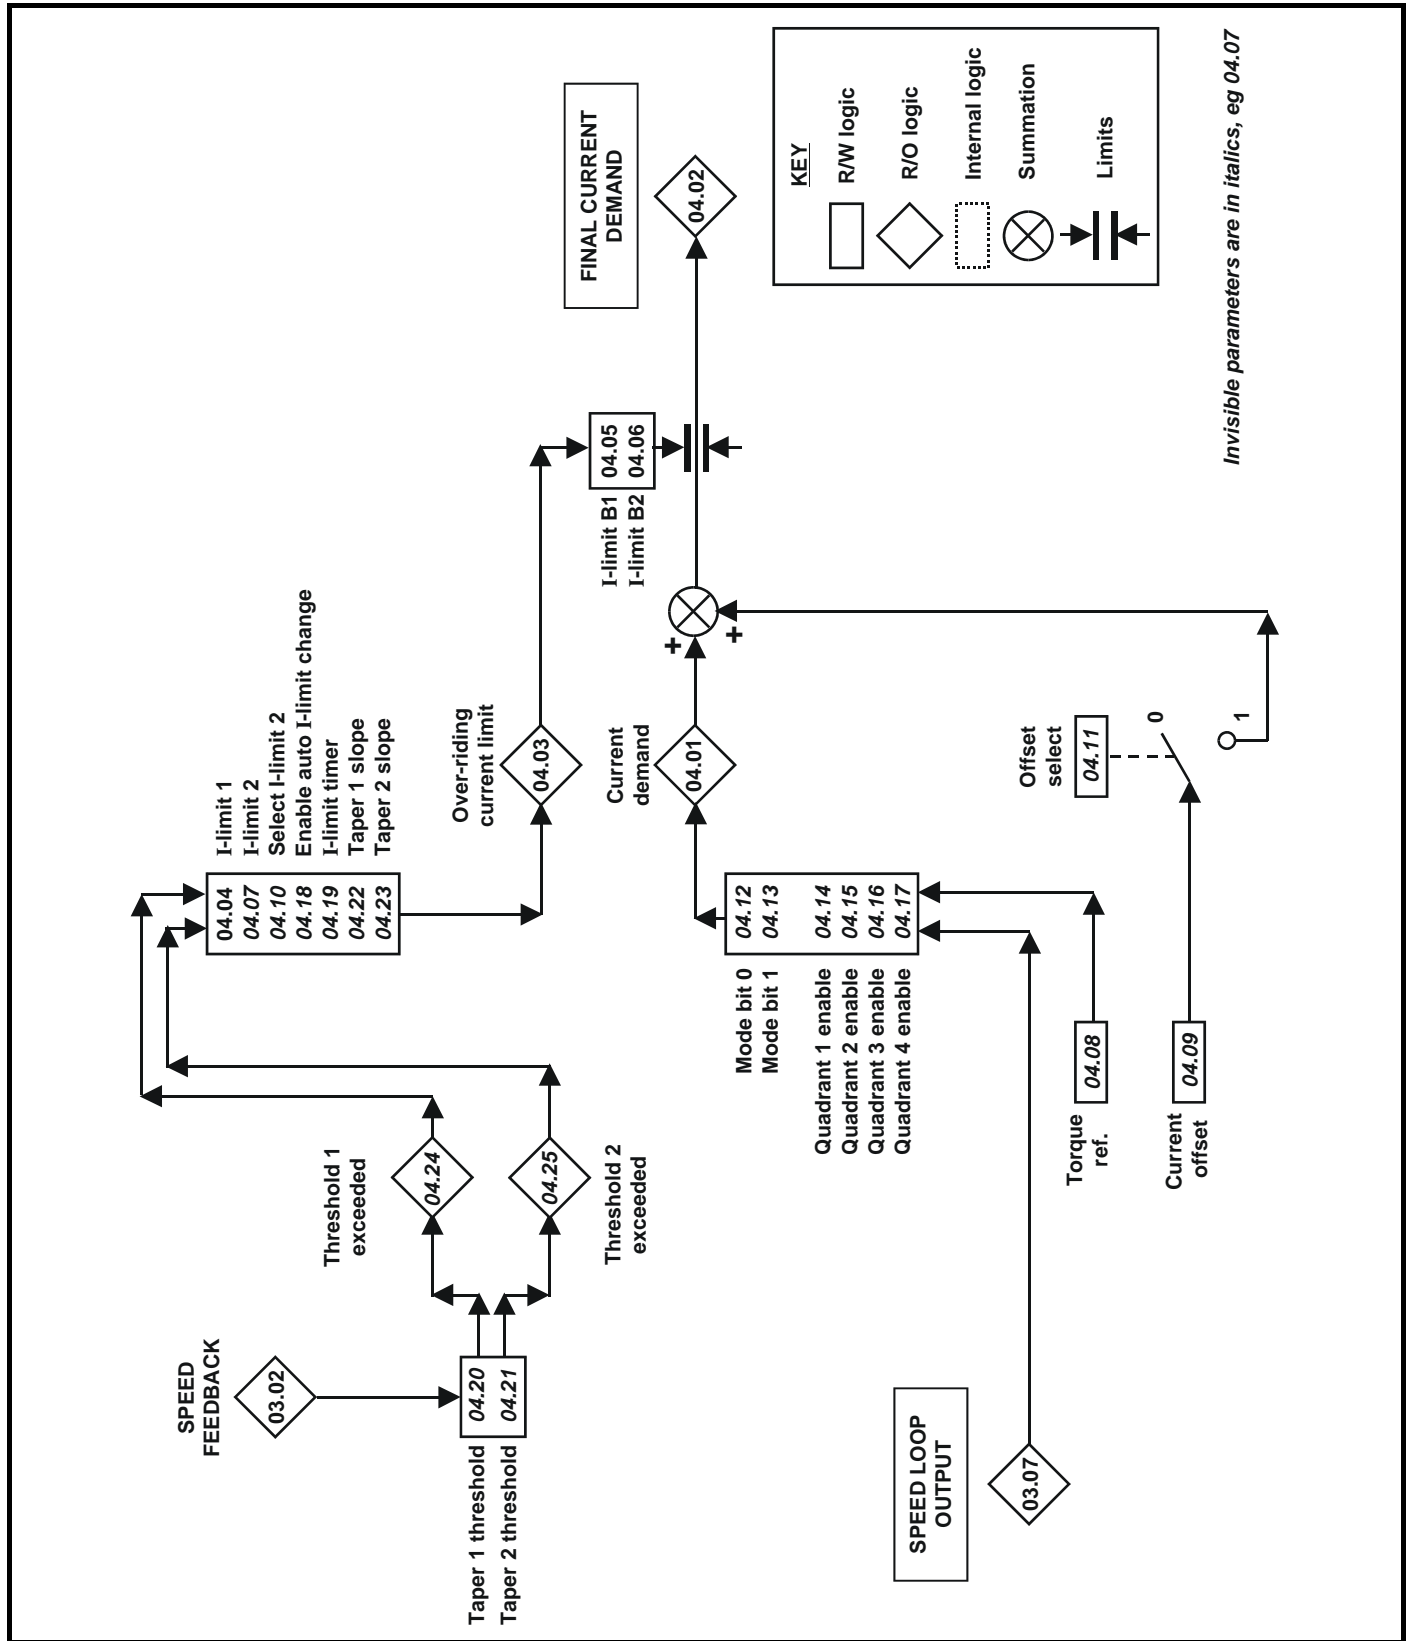 SPEED
FEEDBACK
03.02
Taper 1 threshold
04.20
Taper 2 threshold
04.21
Threshold 1
exceeded
04.24
04.25
Threshold 2
exceeded
04.04 I-limit 1
04.07 I-limit 2
04.10 Select I-limit 2
04.18 Enable auto I-limit change
04.19 I-limit timer
04.22 Taper 1 slope
04.23 Taper 2 slope
Over-riding
current limit
04.03
I-limit B1 04.05
I-limit B2 04.06
FINAL CURRENT
DEMAND
04.02
SPEED LOOP
OUTPUT
03.07
Mode bit 0 04.12
Mode bit 1 04.13
Quadrant 1 enable 04.14
Quadrant 2 enable 04.15
Quadrant 3 enable 04.16
Quadrant 4 enable 04.17
Current
demand
04.01
+
+
Torque
ref.
04.08
Current
offset
04.09
Offset
select
04.11
0
1
KEY
R/W logic
R/O logic
Internal logic
Summation
Limits
Invisible parameters are in italics, eg 04.07